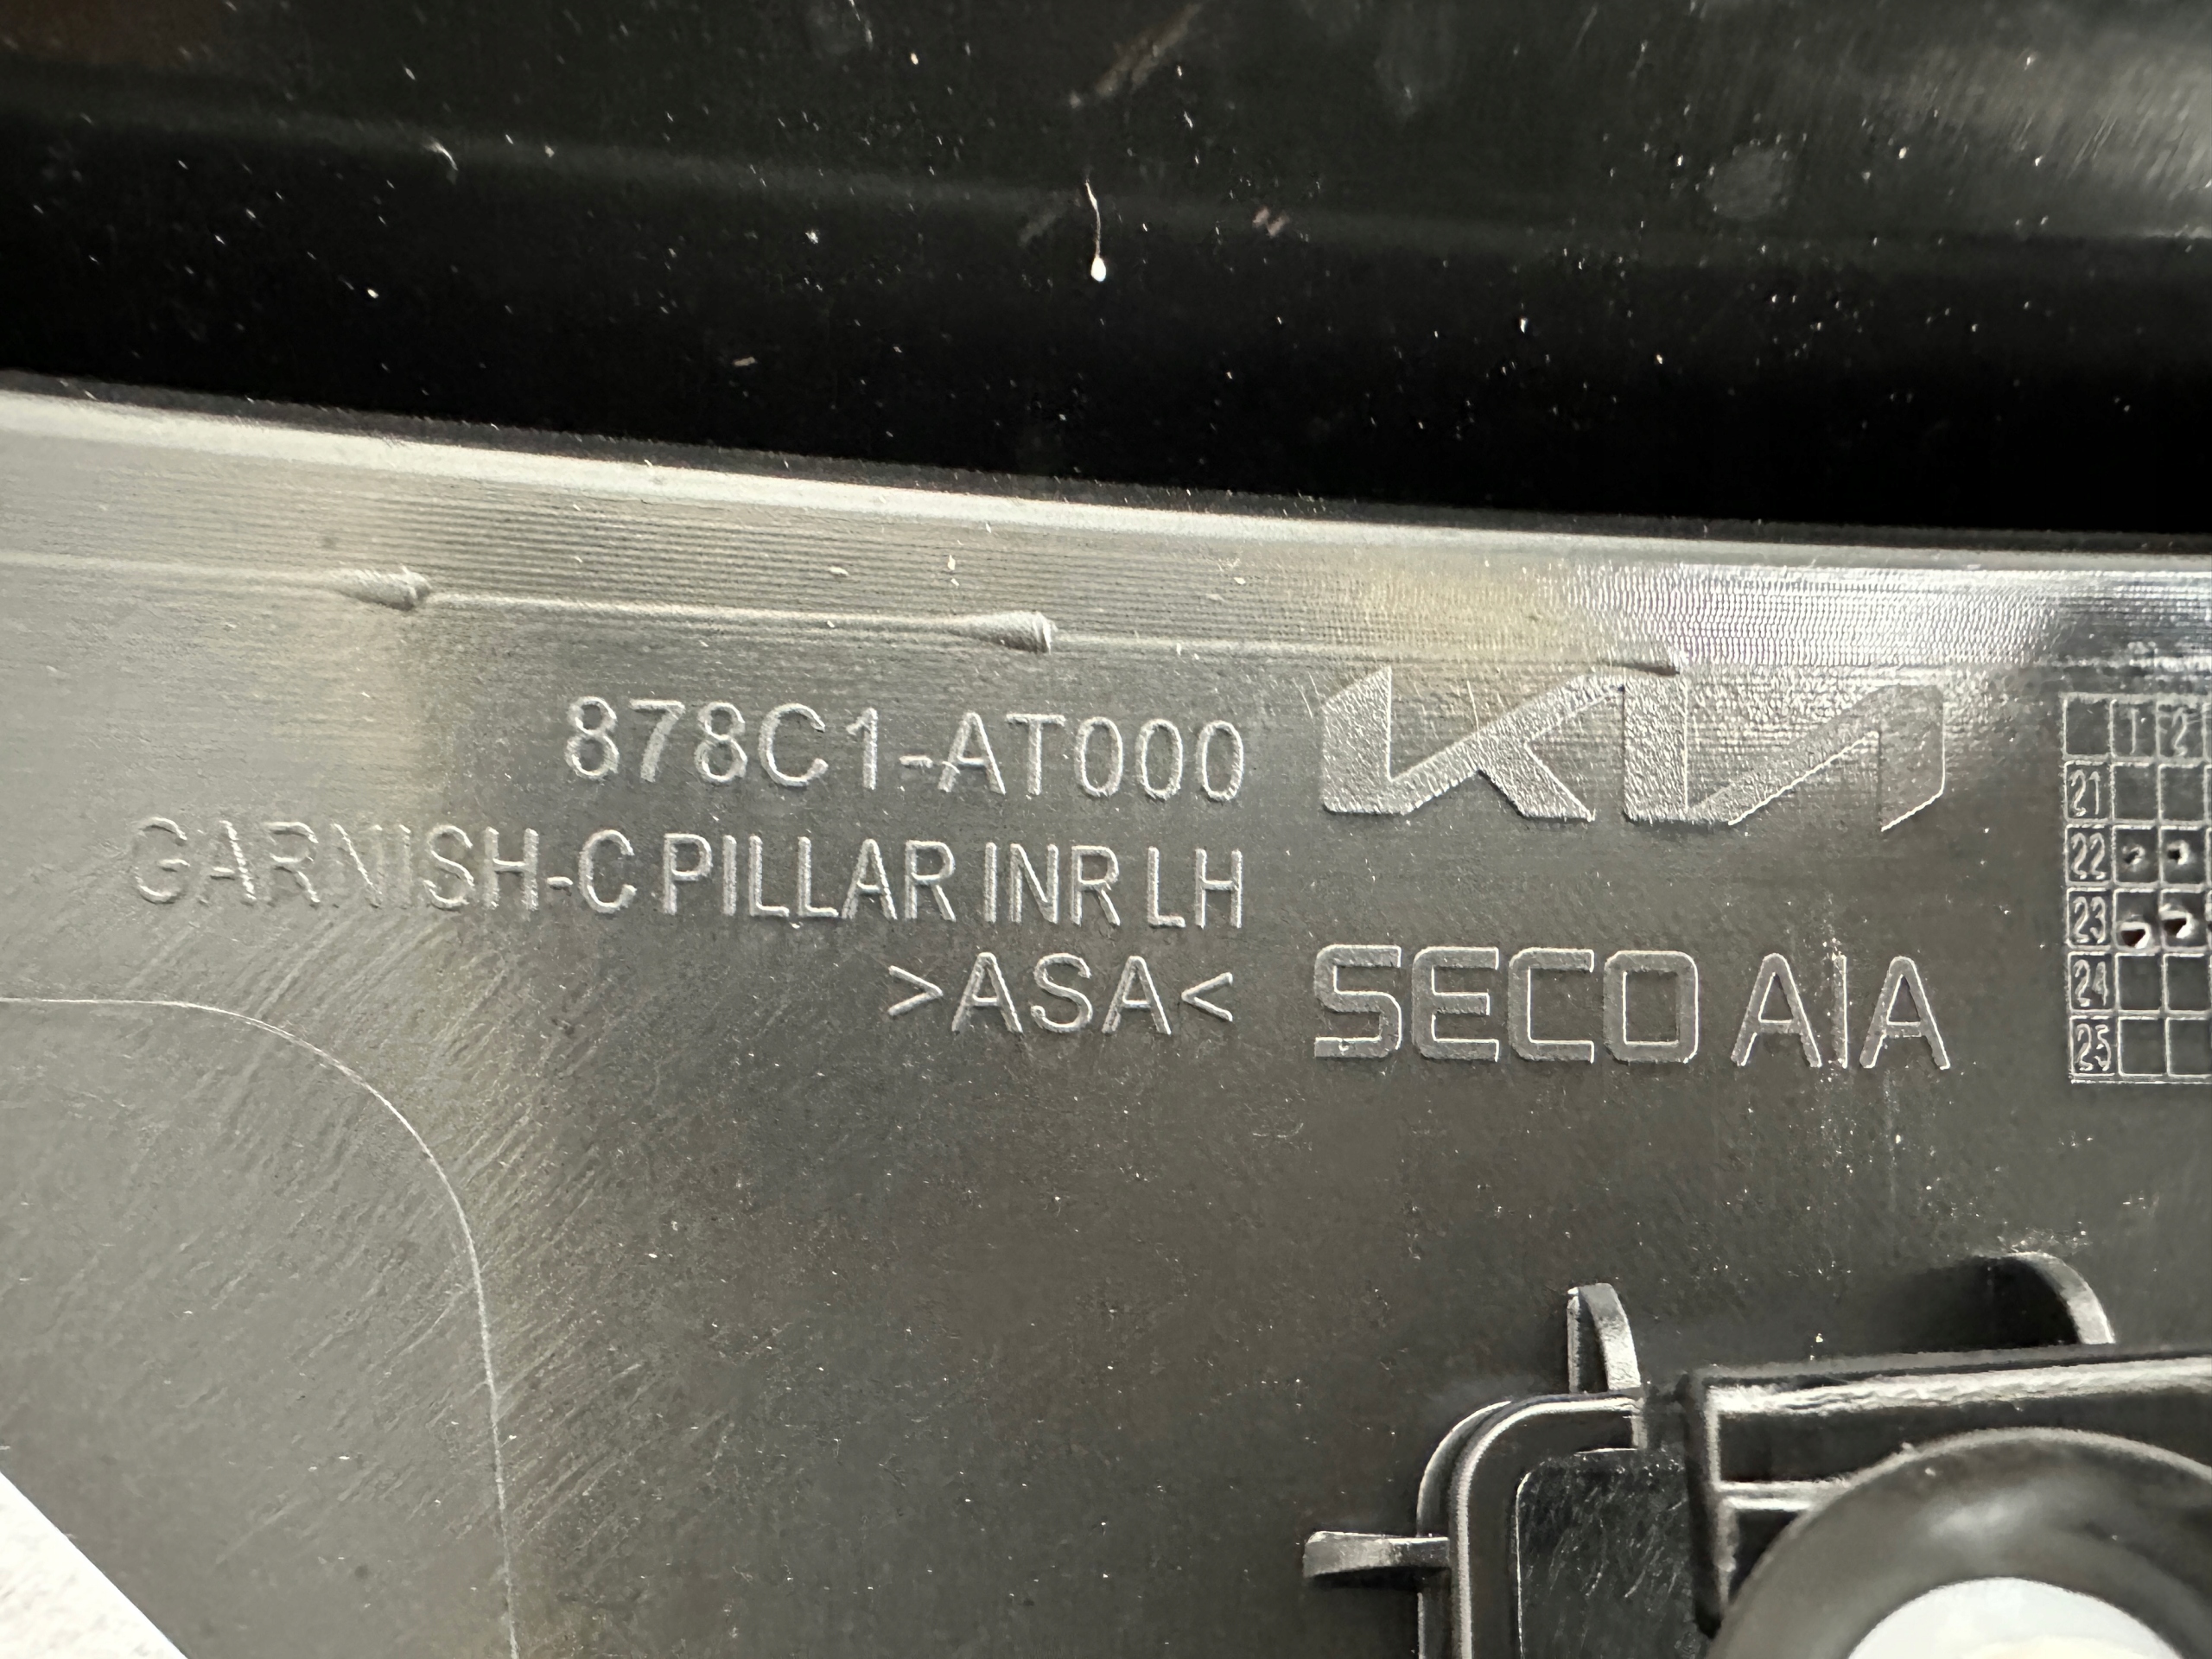 878C1-AT000
GARNISH-C PILLAR INR LH
>ASA<
KIA
SECO AIA
1 2
21
22
23
24
25